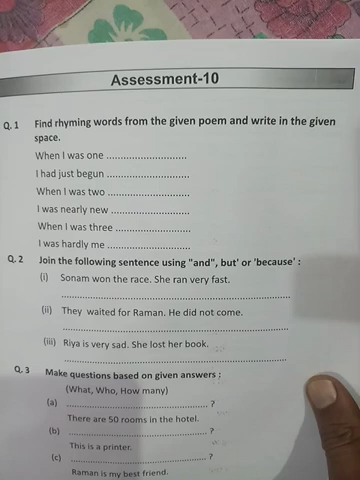 Assessment-10
Q. 1 Find rhyming words from the given poem and write in the given
space.
When I was one ...........................
I had just begun ............................
When I was two ............................
I was nearly new ...........................
When I was three ..........................
I was hardly me ............................
Q. 2 Join the following sentence using "and", but' or 'because' :
(i) Sonam won the race. She ran very fast.
....................................................................................
(ii) They waited for Raman. He did not come.
....................................................................................
(iii) Riya is very sad. She lost her book.
....................................................................................
Q. 3 Make questions based on given answers :
(What, Who, How many)
(a) .................................................. ?
There are 50 rooms in the hotel.
(b) .................................................. ?
This is a printer.
(c) .................................................. ?
Raman is my best friend.